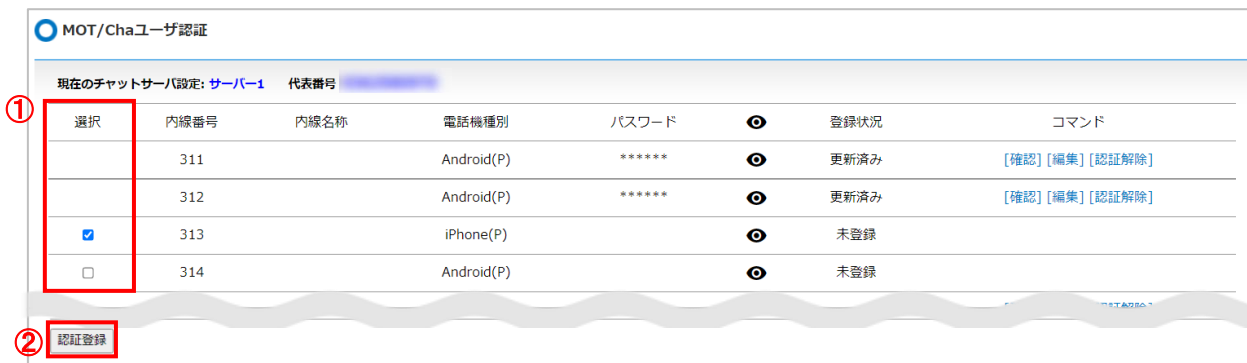 MOT/Chaユーザ認証
現在のチャットサーバ設定: サーバー1 代表番号
①
選択 内線番号 内線名称 電話機種別 パスワード 登録状況 コマンド
311 Android(P) ****** 更新済み [確認] [編集] [認証解除]
312 Android(P) ****** 更新済み [確認] [編集] [認証解除]
313 iPhone(P) 未登録
314 Android(P) 未登録
② 認証登録